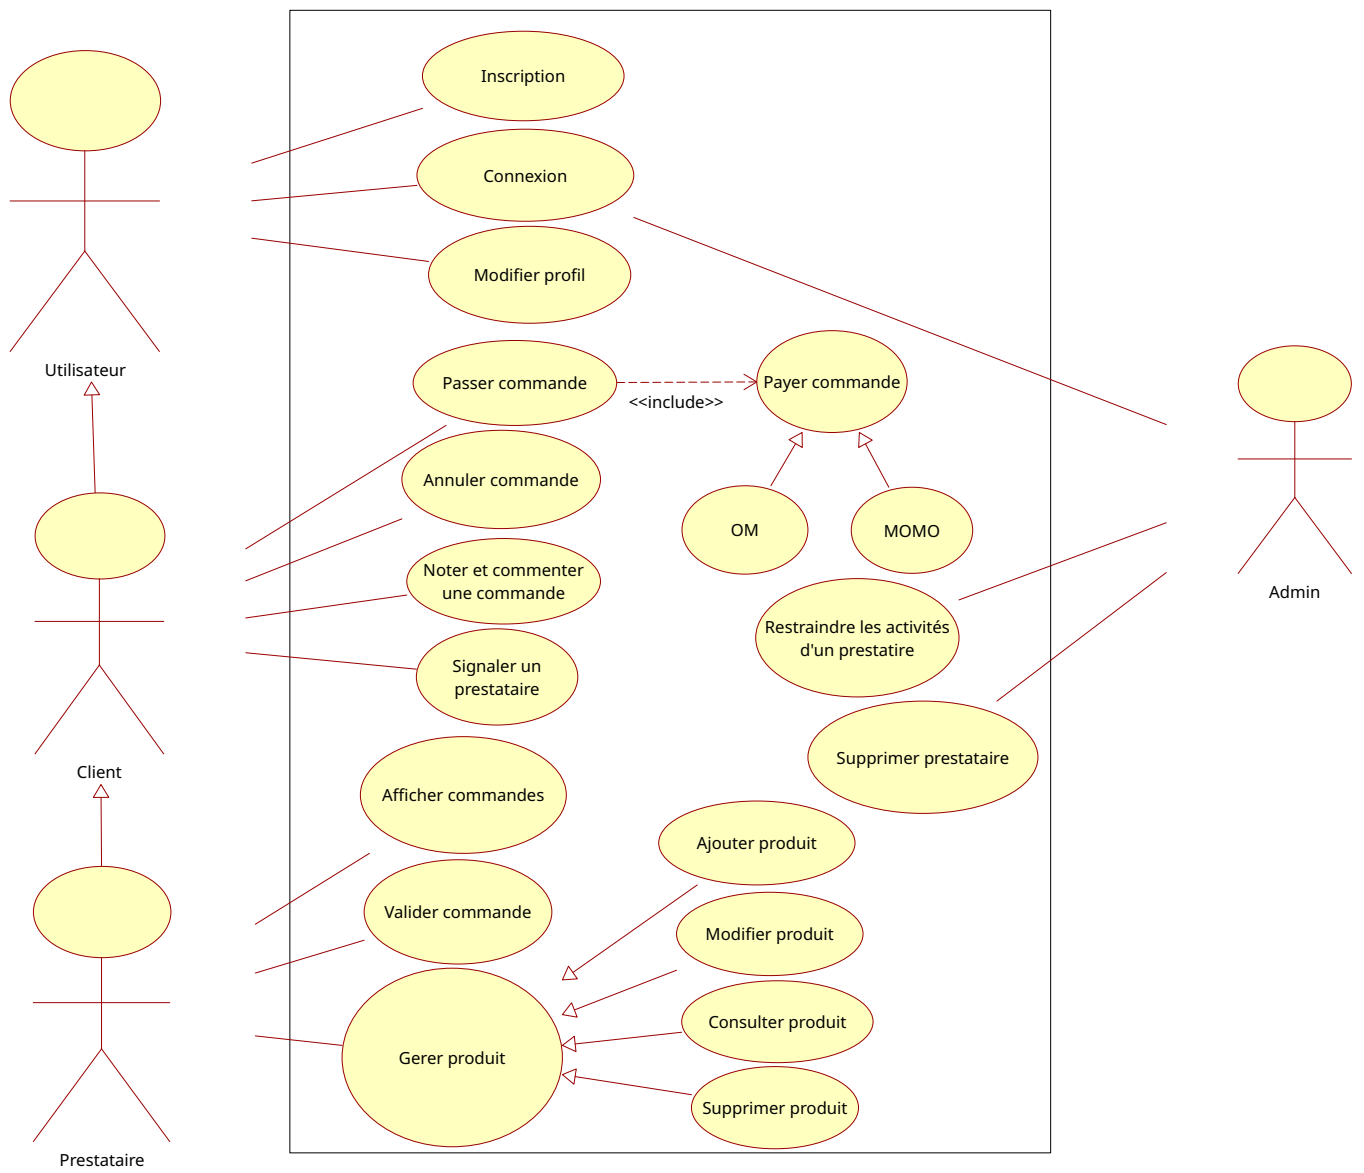 Inscription
Connexion
Modifier profil
Utilisateur
Passer commande
<<include>>
Payer commande
Annuler commande
OM
MOMO
Noter et commenter
une commande
Admin
Restraindre les activités
d'un prestatire
Signaler un
prestataire
Client
Supprimer prestataire
Afficher commandes
Ajouter produit
Valider commande
Modifier produit
Consulter produit
Gerer produit
Supprimer produit
Prestataire